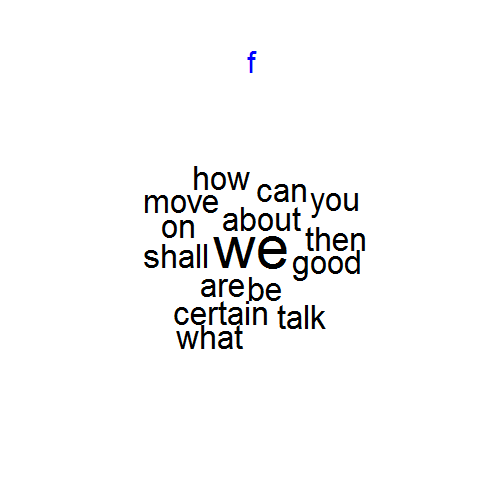 f
how can you
move about
on then
shall we good
are be
certain talk
what